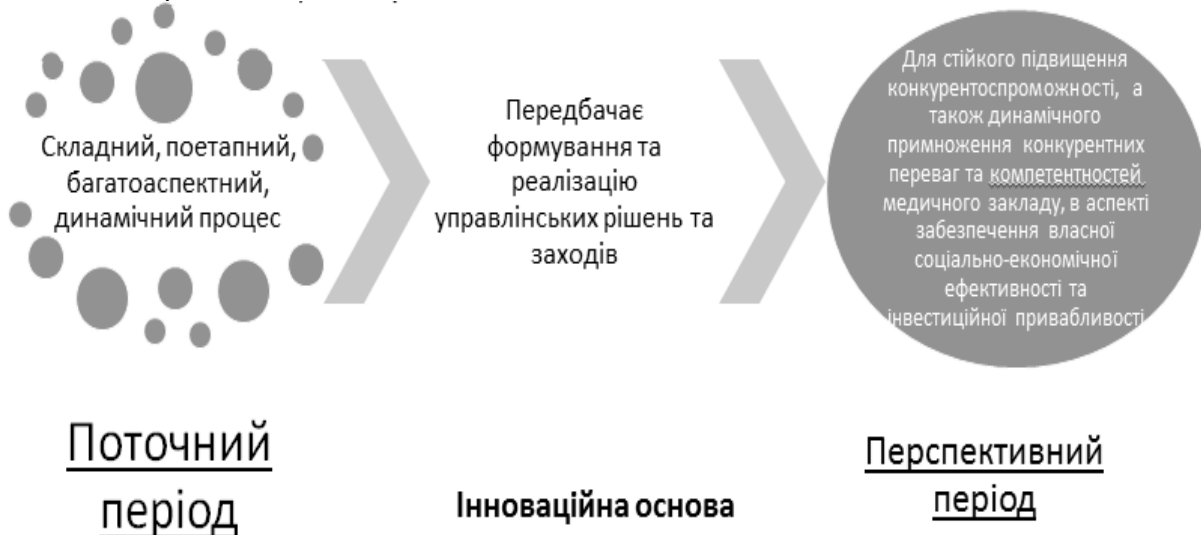 Складний, поетапний,
багатоаспектний,
динамічний процес
Передбачає
формування та
реалізацію
управлінських рішень та
заходів
Для стійкого підвищення
конкурентоспроможності, а
також динамічного
примноження конкурентних
переваг та компетентностей
медичного закладу, в аспекті
забезпечення власної
соціально-економічної
ефективності та
інвестиційної привабливості
Поточний
період
Інноваційна основа
Перспективний
період